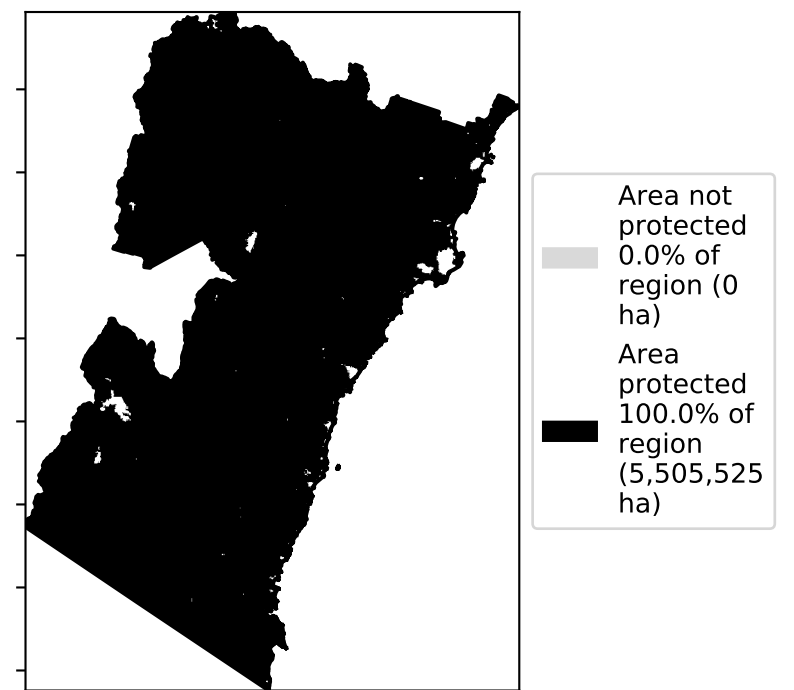 Area not
protected
0.0% of
region (0
ha)
Area
protected
100.0% of
region
(5,505,525
ha)